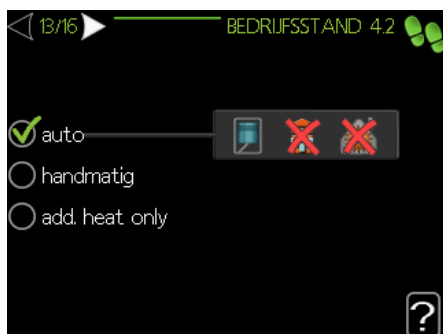 13/16 BEDRIJFSSTAND 4.2
auto
handmatig
add. heat only
?